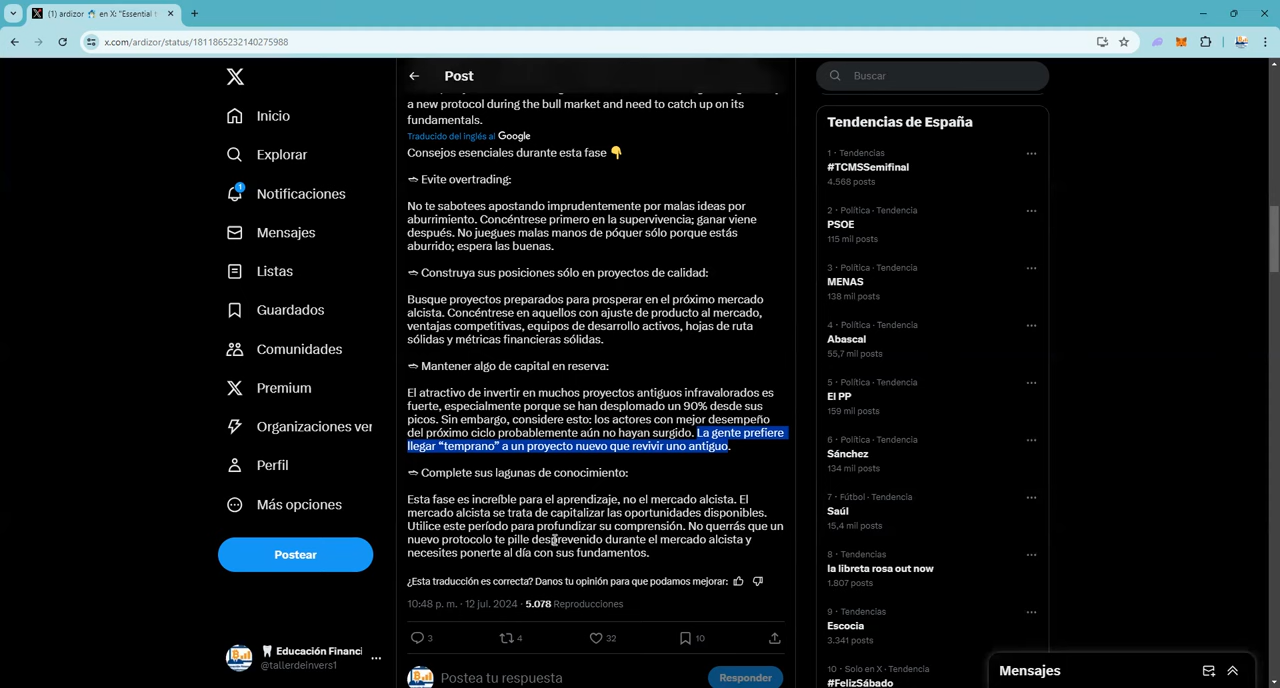 (1) ardizor 🧙‍♂️ en X: "Essential t
x.com/ardizor/status/1811865232140275988
Inicio
Explorar
1
Notificaciones
Mensajes
Listas
Guardados
Comunidades
Premium
Organizaciones ver
Perfil
Más opciones
Postear
🦷 Educación Financi
@tallerdeinvers1
Post
a new protocol during the bull market and need to catch up on its
fundamentals.
Traducido del inglés al Google
Consejos esenciales durante esta fase 👇
➬ Evite overtrading:
No te sabotees apostando imprudentemente por malas ideas por
aburrimiento. Concéntrese primero en la supervivencia; ganar viene
después. No juegues malas manos de póquer sólo porque estás
aburrido; espera las buenas.
➬ Construya sus posiciones sólo en proyectos de calidad:
Busque proyectos preparados para prosperar en el próximo mercado
alcista. Concéntrese en aquellos con ajuste de producto al mercado,
ventajas competitivas, equipos de desarrollo activos, hojas de ruta
sólidas y métricas financieras sólidas.
➬ Mantener algo de capital en reserva:
El atractivo de invertir en muchos proyectos antiguos infravalorados es
fuerte, especialmente porque se han desplomado un 90% desde sus
picos. Sin embargo, considere esto: los actores con mejor desempeño
del próximo ciclo probablemente aún no hayan surgido. La gente prefiere
llegar “temprano” a un proyecto nuevo que revivir uno antiguo.
➬ Complete sus lagunas de conocimiento:
Esta fase es increíble para el aprendizaje, no el mercado alcista. El
mercado alcista se trata de capitalizar las oportunidades disponibles.
Utilice este período para profundizar su comprensión. No querrás que un
nuevo protocolo te pille desprevenido durante el mercado alcista y
necesites ponerte al día con sus fundamentos.
¿Esta traducción es correcta? Danos tu opinión para que podamos mejorar:
10:48 p. m. · 12 jul. 2024 · 5.078 Reproducciones
3 4 32 10
Postea tu respuesta
Responder
Buscar
Tendencias de España
1 · Tendencias
#TCMSSemifinal
4.568 posts
2 · Política · Tendencia
PSOE
115 mil posts
3 · Política · Tendencia
MENAS
138 mil posts
4 · Política · Tendencia
Abascal
55,7 mil posts
5 · Política · Tendencia
El PP
159 mil posts
6 · Política · Tendencia
Sánchez
134 mil posts
7 · Fútbol · Tendencia
Saúl
15,4 mil posts
8 · Tendencias
la libreta rosa out now
1.807 posts
9 · Tendencias
Escocia
3.341 posts
10 · Solo en X · Tendencia
#FelizSábado
Mensajes